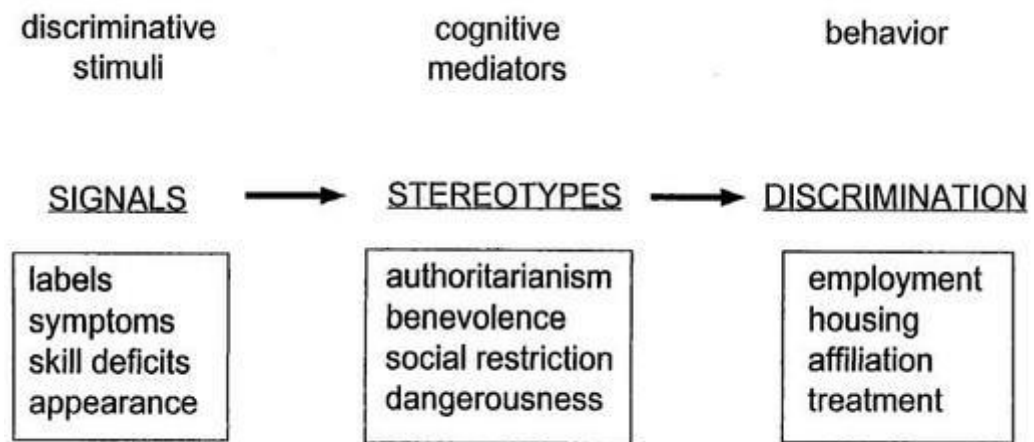 discriminative
stimuli
cognitive
mediators
behavior
SIGNALS
STEREOTYPES
DISCRIMINATION
labels
symptoms
skill deficits
appearance
authoritarianism
benevolence
social restriction
dangerousness
employment
housing
affiliation
treatment